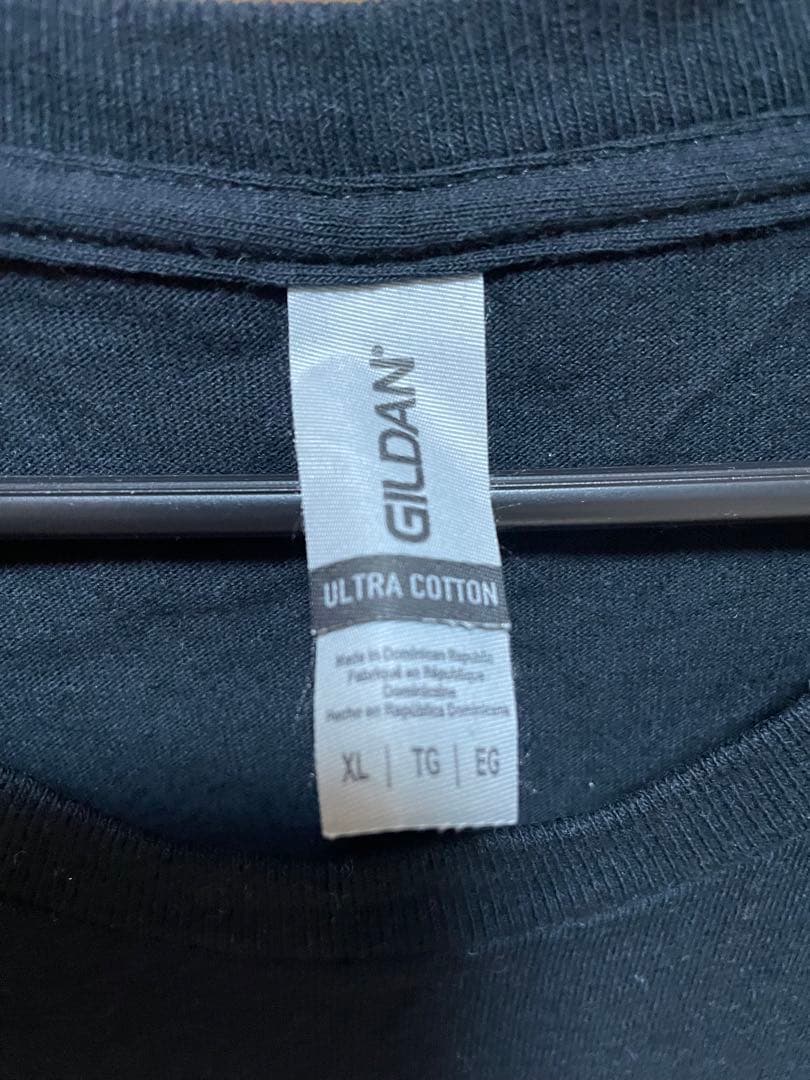 GILDAN®
ULTRA COTTON
Made in Dominican Republic
Fabriqué en République
Dominicaine
Hecho en República Dominicana
XL | TG | EG